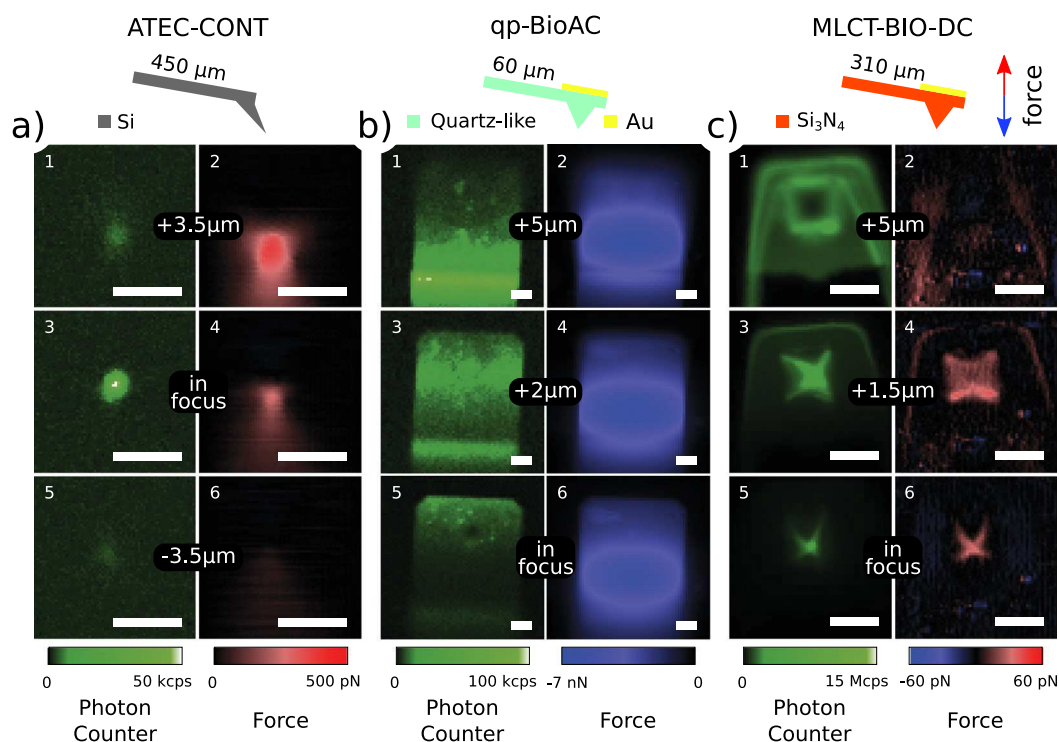 ATEC-CONT
qp-BioAC
MLCT-BIO-DC
450 µm
60 µm
310 µm
force
a)
Si
b)
Quartz-like
Au
c)
Si3N4
1
2
+3.5µm
3
4
in
focus
5
6
-3.5µm
1
2
+5µm
3
4
+2µm
5
6
in
focus
1
2
+5µm
3
4
+1.5µm
5
6
in
focus
0
50 kcps
0
500 pN
0
100 kcps
-7 nN
0
0
15 Mcps
-60 pN
60 pN
Photon
Counter
Force
Photon
Counter
Force
Photon
Counter
Force